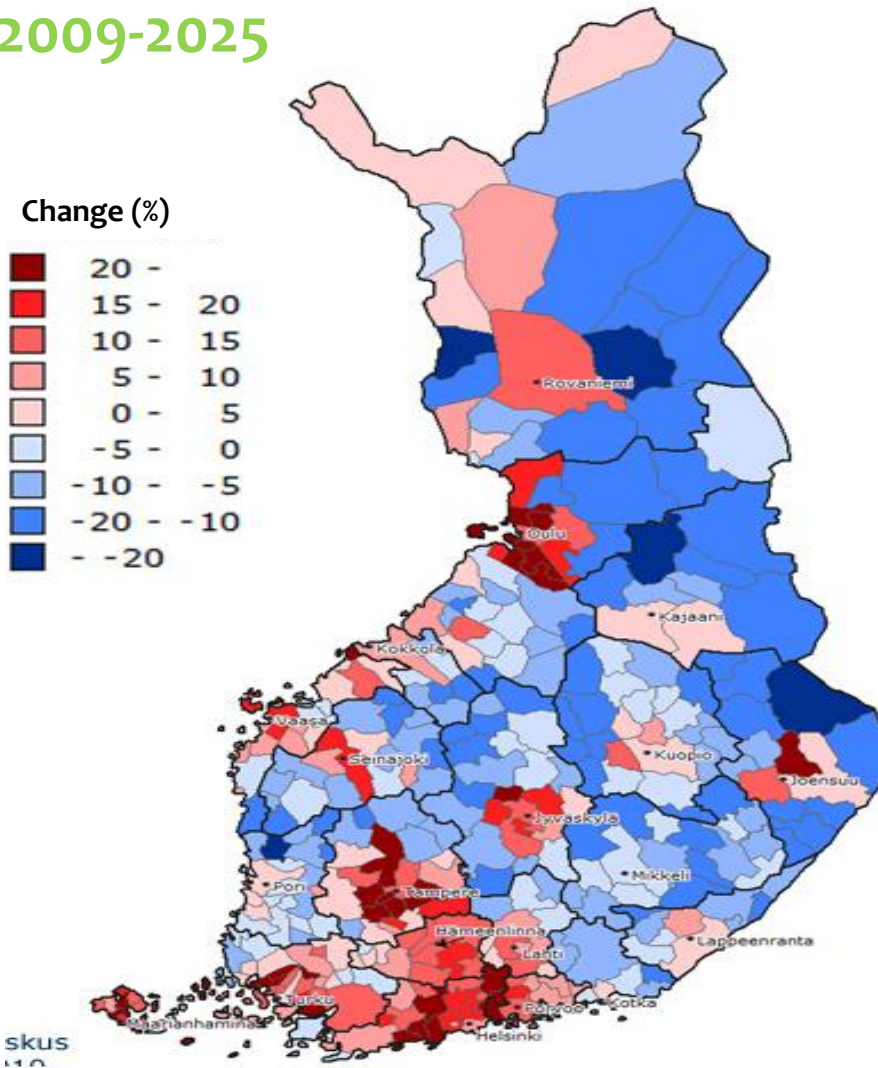 2009-2025
Change (%)
20 -
15 - 20
10 - 15
5 - 10
0 - 5
-5 - 0
-10 - -5
-20 - -10
- -20
Rovaniemi
Oulu
Kajaani
Kokkola
Vaasa
Seinäjoki
Kuopio
Joensuu
Jyväskylä
Mikkeli
Pori
Tampere
Hämeenlinna
Lahti
Lappeenranta
Turku
Porvoo
Kotka
Maarianhamina
Helsinki
skus